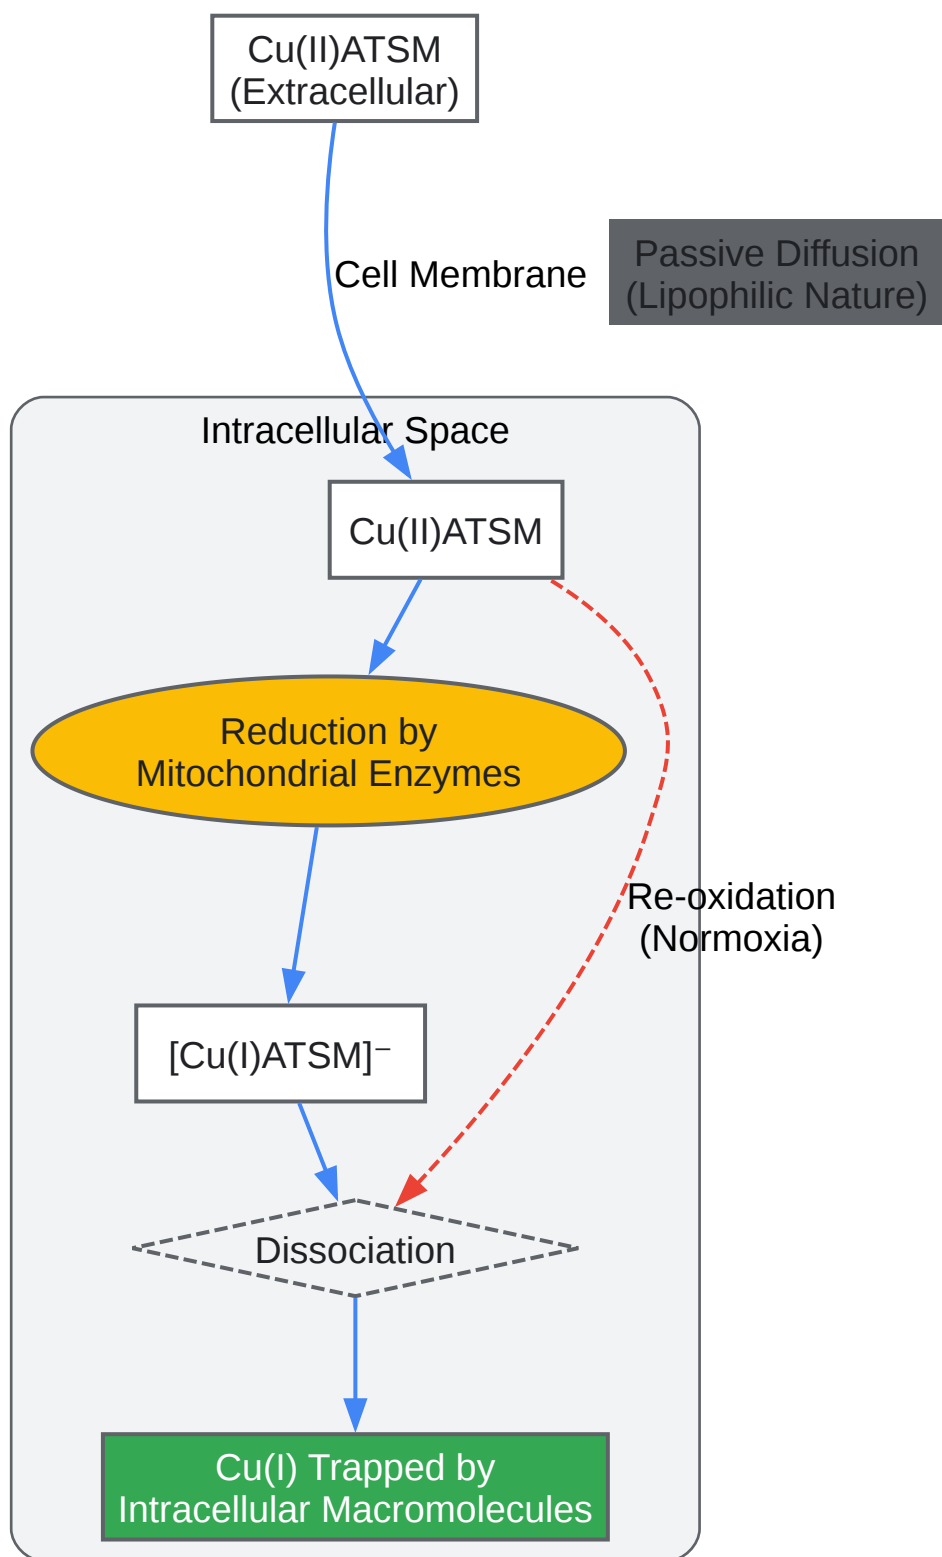 Cu(II)ATSM
(Extracellular)
Cell Membrane
Passive Diffusion
(Lipophilic Nature)
Intracellular Space
Cu(II)ATSM
Reduction by
Mitochondrial Enzymes
Re-oxidation
(Normoxia)
[Cu(I)ATSM]⁻
Dissociation
Cu(I) Trapped by
Intracellular Macromolecules